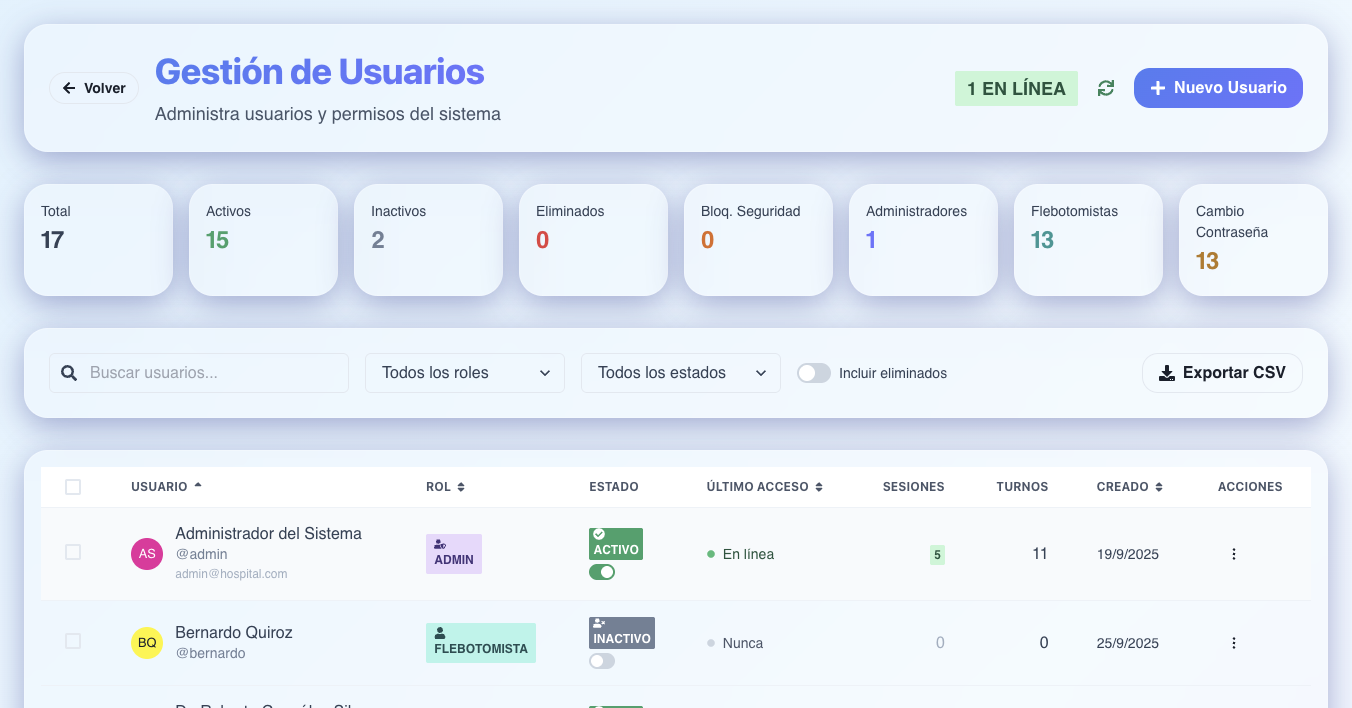 Volver
Gestión de Usuarios
Administra usuarios y permisos del sistema
1 EN LÍNEA
Nuevo Usuario
Total
17
Activos
15
Inactivos
2
Eliminados
0
Bloq. Seguridad
0
Administradores
1
Flebotomistas
13
Cambio
Contraseña
13
Buscar usuarios...
Todos los roles
Todos los estados
Incluir eliminados
Exportar CSV
USUARIO ROL ESTADO ÚLTIMO ACCESO SESIONES TURNOS CREADO ACCIONES
AS
Administrador del Sistema
@admin
admin@hospital.com
ADMIN
ACTIVO
En línea
5
11
19/9/2025
BQ
Bernardo Quiroz
@bernardo
FLEBOTOMISTA
INACTIVO
Nunca
0
0
25/9/2025